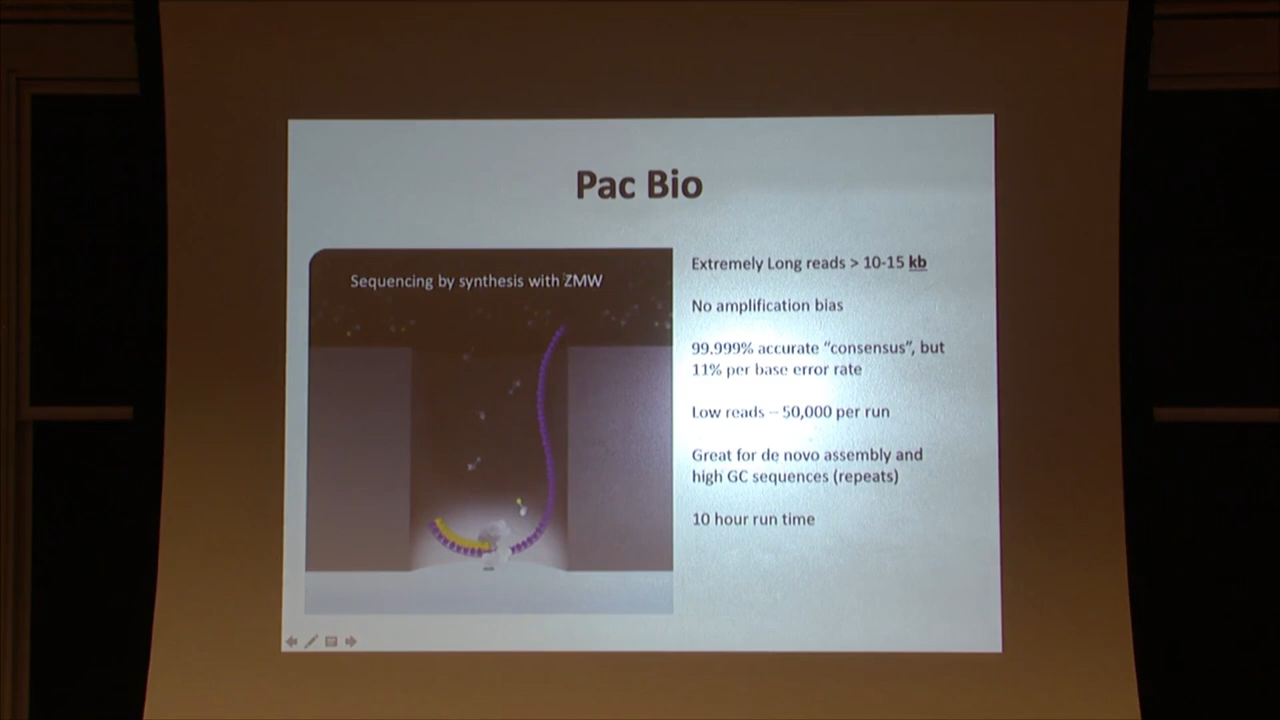 Pac Bio
Sequencing by synthesis with ZMW
Extremely Long reads > 10-15 kb
No amplification bias
99.999% accurate “consensus”, but
11% per base error rate
Low reads – 50,000 per run
Great for de novo assembly and
high GC sequences (repeats)
10 hour run time